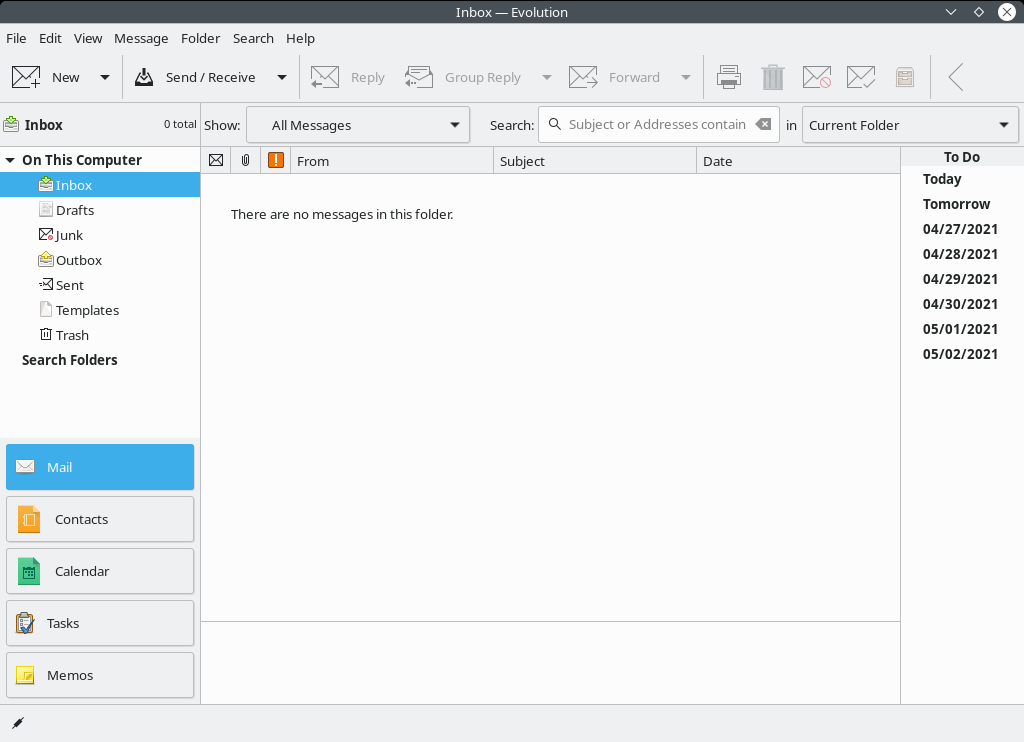 Inbox — Evolution
File Edit View Message Folder Search Help
New Send / Receive Reply Group Reply Forward
Inbox 0 total Show: All Messages Search: Subject or Addresses contain in Current Folder
On This Computer
Inbox
Drafts
Junk
Outbox
Sent
Templates
Trash
Search Folders
Mail
Contacts
Calendar
Tasks
Memos
From Subject Date
There are no messages in this folder.
To Do
Today
Tomorrow
04/27/2021
04/28/2021
04/29/2021
04/30/2021
05/01/2021
05/02/2021